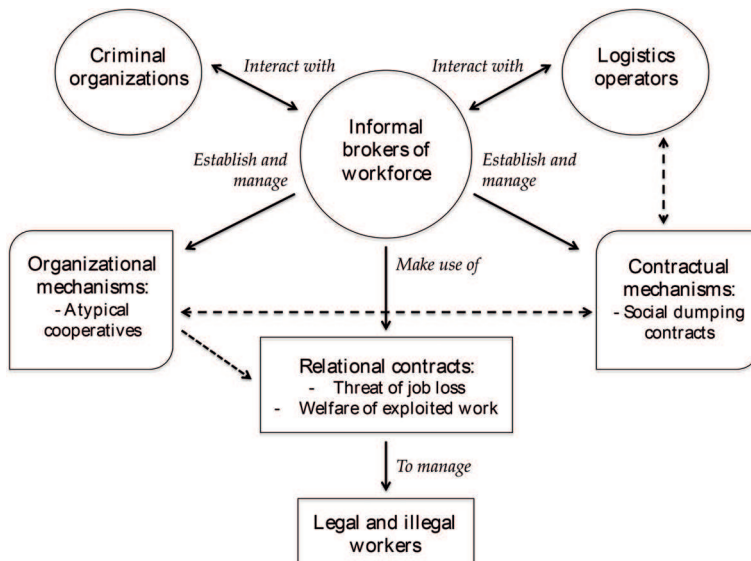 Criminal
organizations
Interact with
Interact with
Logistics
operators
Informal
brokers of
workforce
Establish and
manage
Establish and
manage
Organizational
mechanisms:
- Atypical
cooperatives
Make use of
Contractual
mechanisms:
- Social dumping
contracts
Relational contracts:
- Threat of job loss
- Welfare of exploited work
To manage
Legal and illegal
workers